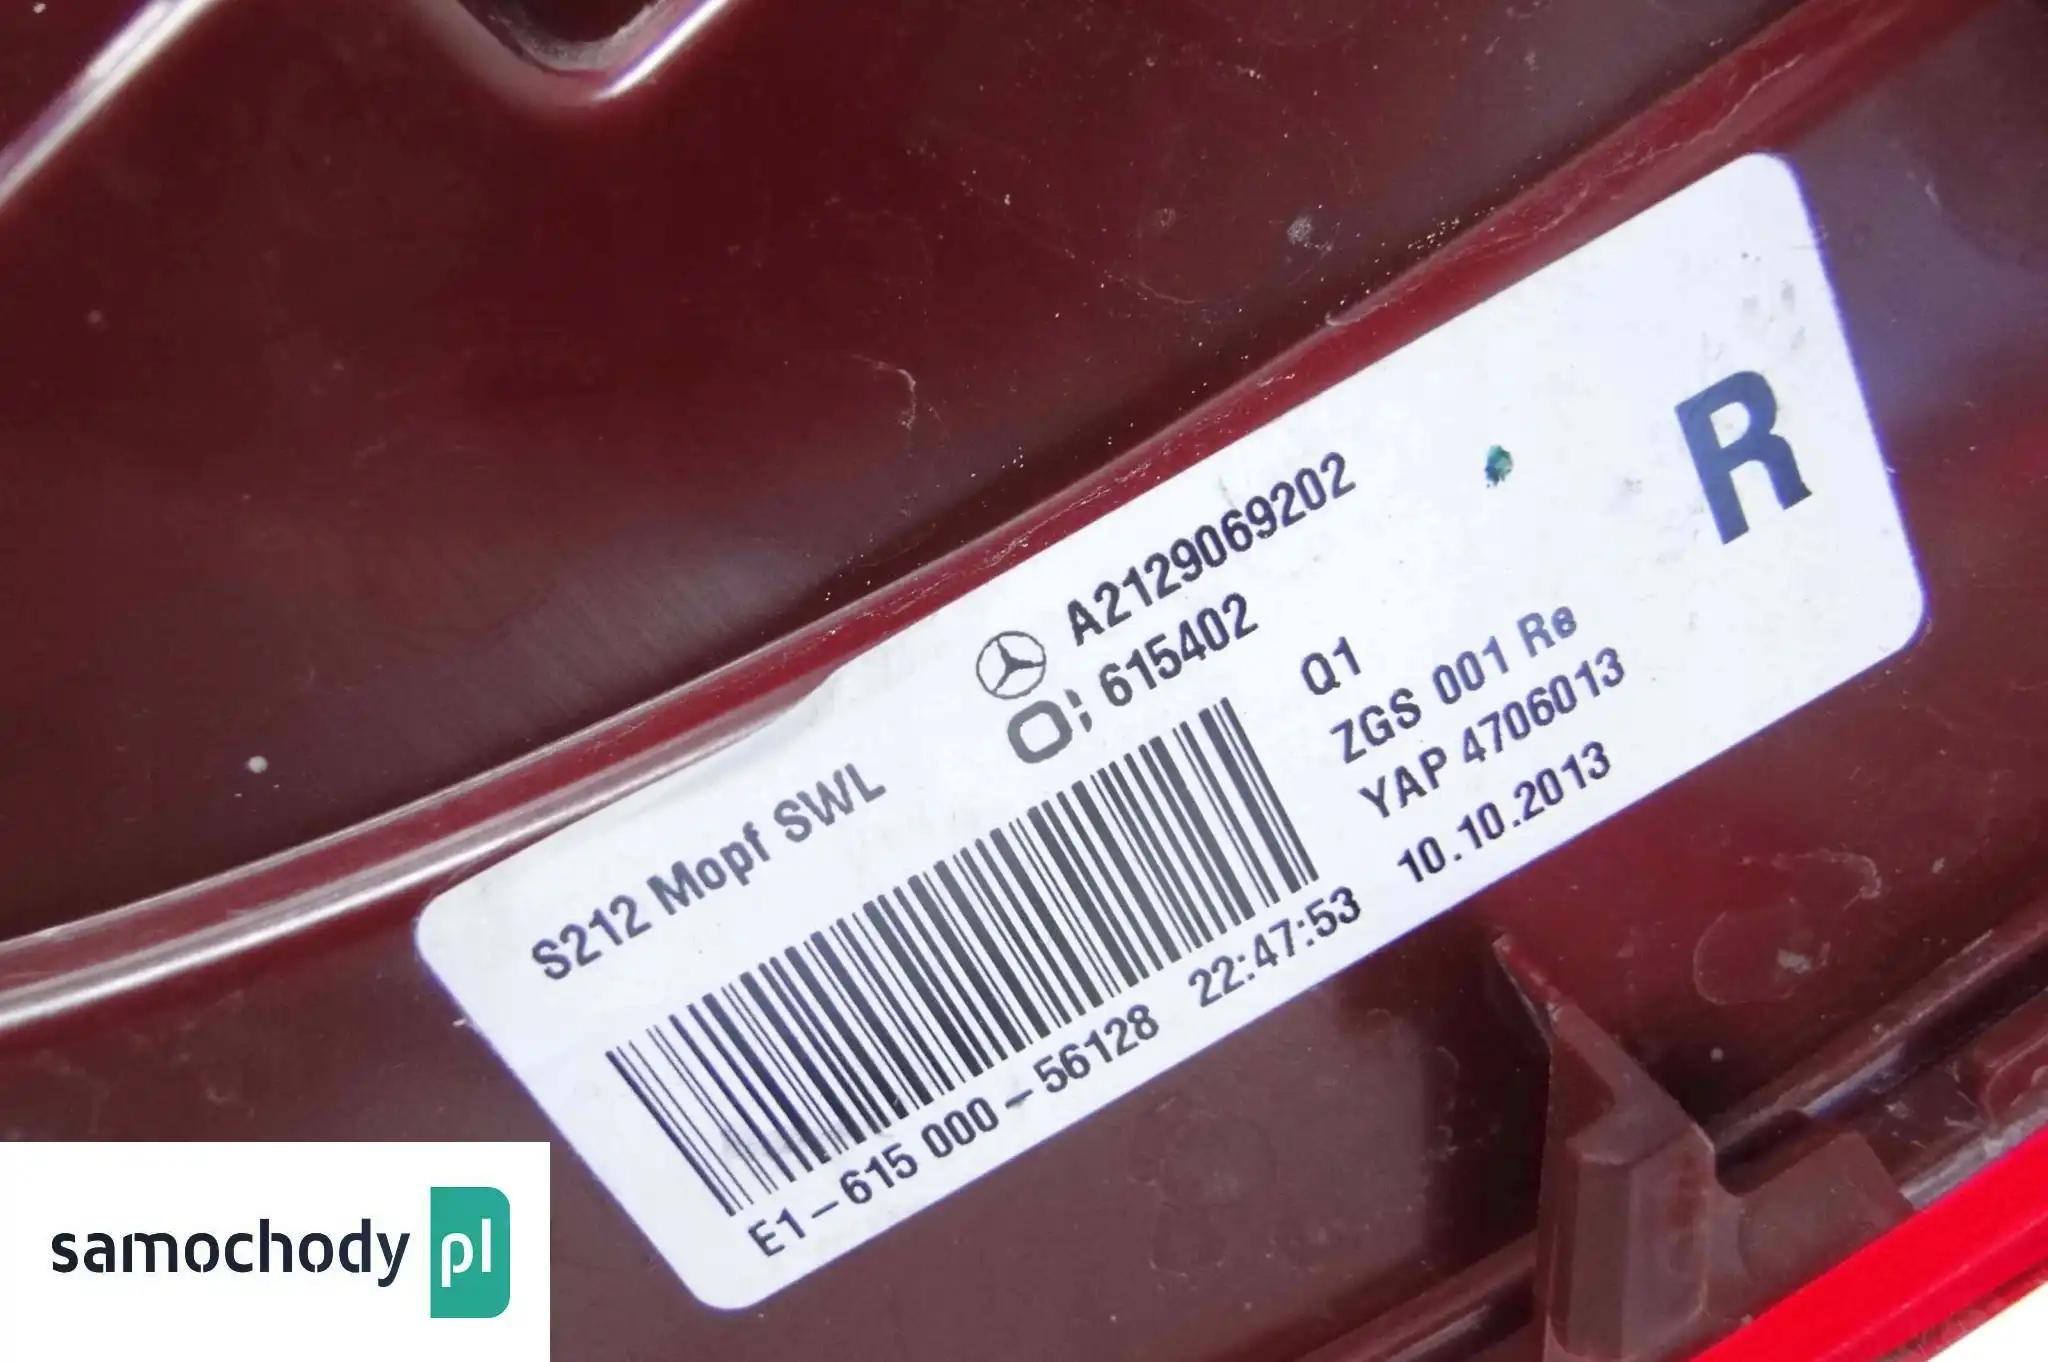 S212 Mopf SWL
A2129069202
615402
Q1
ZGS 001 Re
YAP 4706013
10.10.2013
R
E1-615 000-56128 22:47:53
samochody pl